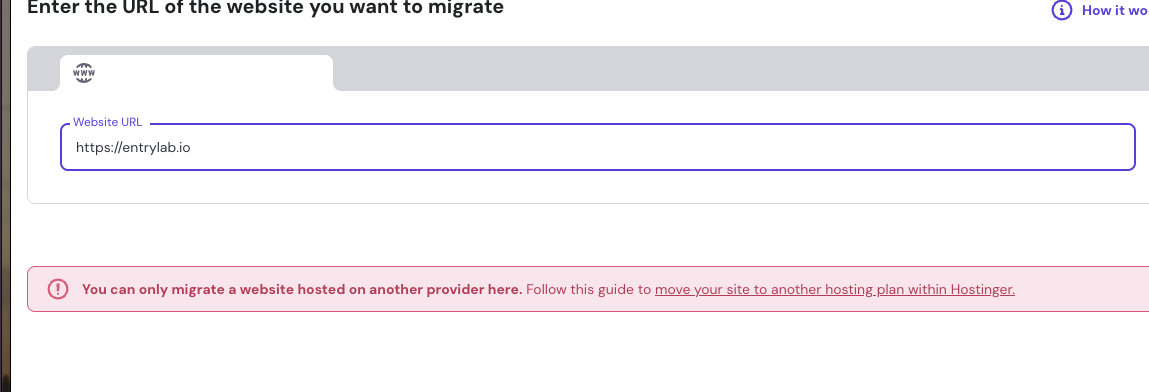 Enter the URL of the website you want to migrate
How it wo
www
Website URL
https://entrylab.io
You can only migrate a website hosted on another provider here. Follow this guide to move your site to another hosting plan within Hostinger.